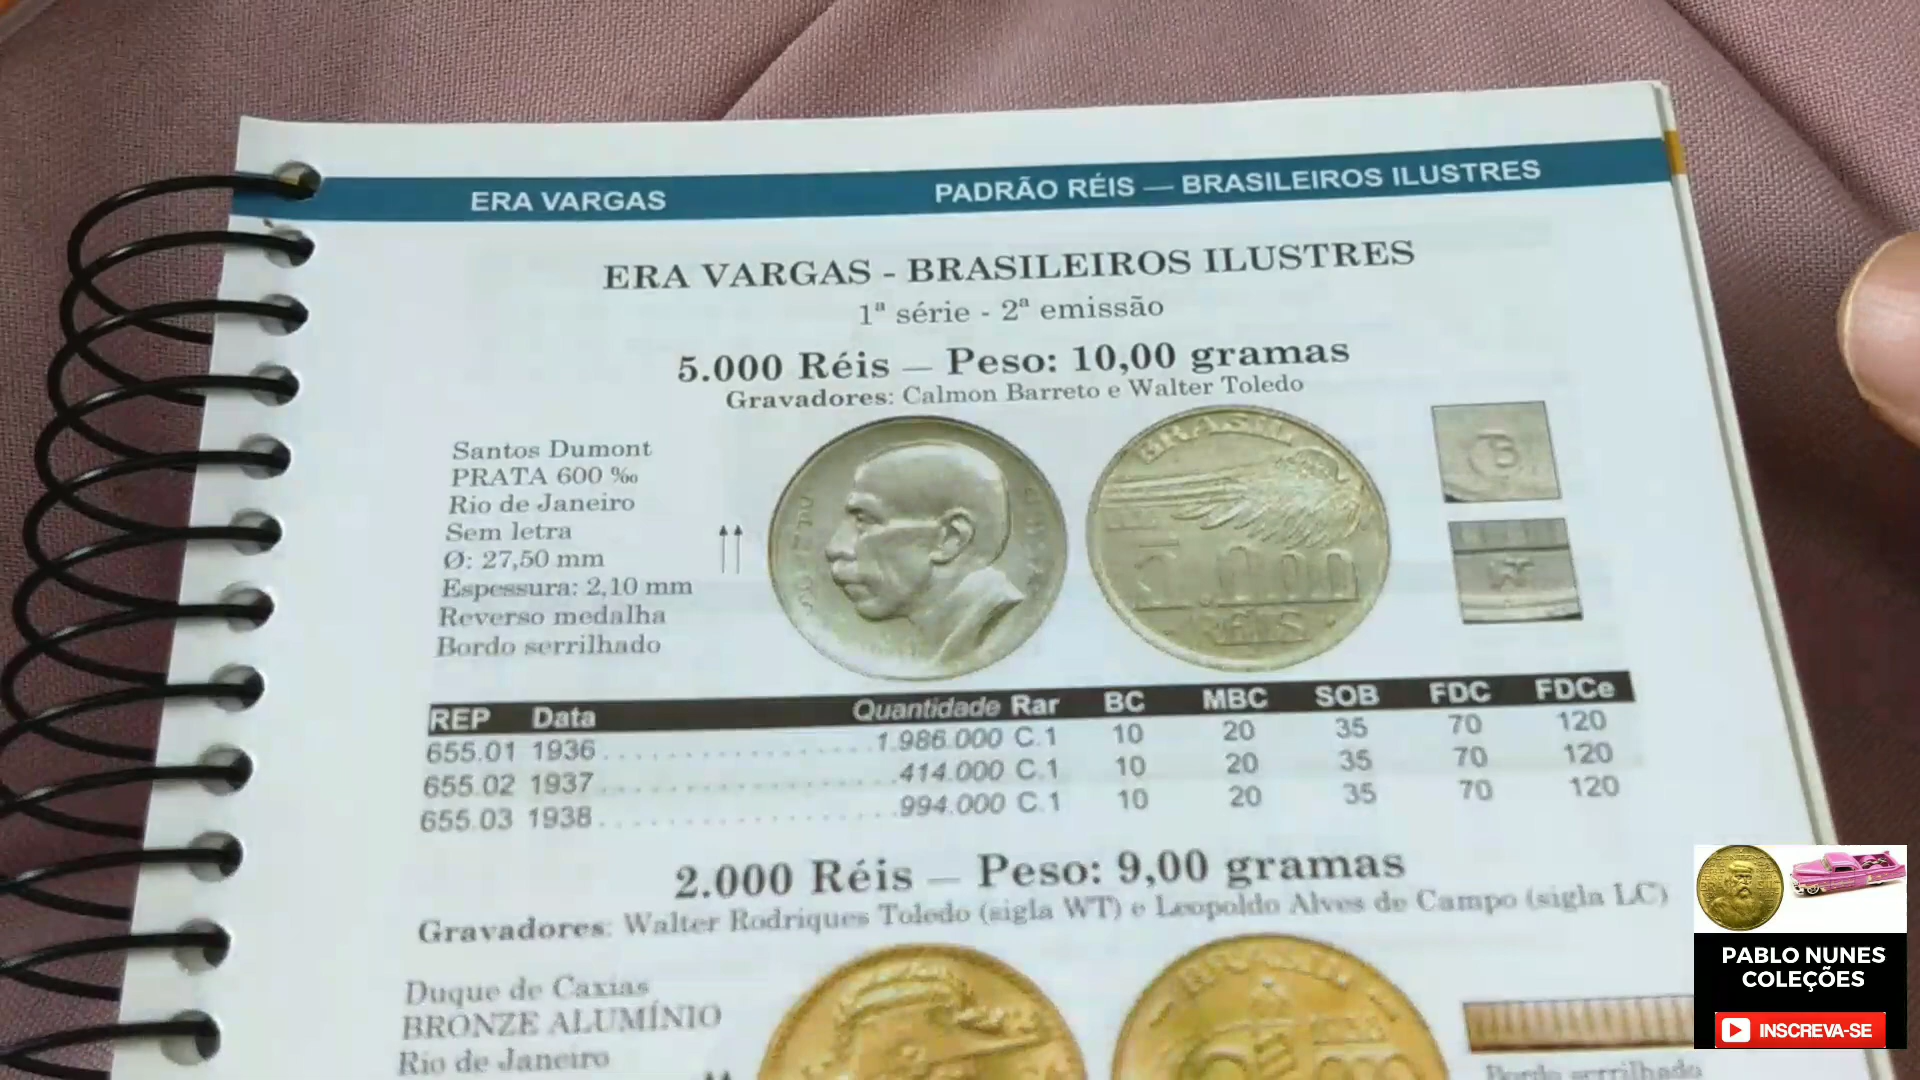 ERA VARGAS
PADRÃO RÉIS — BRASILEIROS ILUSTRES
ERA VARGAS - BRASILEIROS ILUSTRES
1ª série - 2ª emissão
5.000 Réis — Peso: 10,00 gramas
Gravadores: Calmon Barreto e Walter Toledo
Santos Dumont
PRATA 600 ‰
Rio de Janeiro
Sem letra
Ø: 27,50 mm
Espessura: 2,10 mm
Reverso medalha
Bordo serrilhado
BRASIL
5.000
RÉIS
REP Data Quantidade Rar BC MBC SOB FDC FDCe
655.01 1936 1.986.000 C.1 10 20 35 70 120
655.02 1937 414.000 C.1 10 20 35 70 120
655.03 1938 994.000 C.1 10 20 35 70 120
2.000 Réis — Peso: 9,00 gramas
Gravadores: Walter Rodriques Toledo (sigla WT) e Leopoldo Alves de Campo (sigla LC)
Duque de Caxias
BRONZE ALUMÍNIO
Rio de Janeiro
BRASIL
Bordo serrilhado
PABLO NUNES
COLEÇÕES
INSCREVA-SE